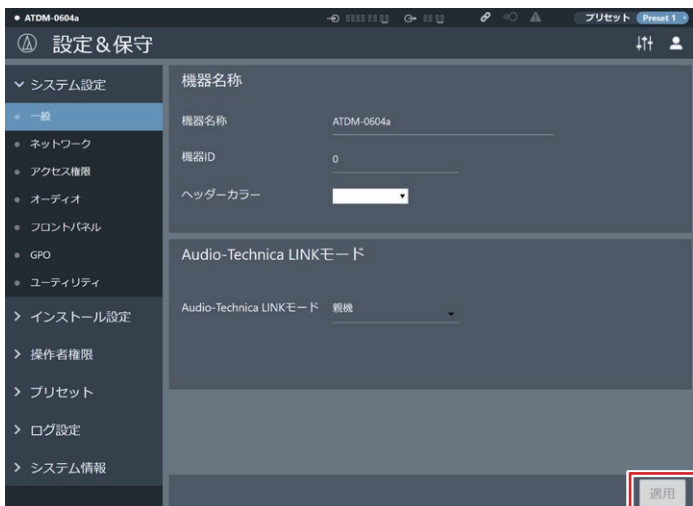 ATDM-0604a
プリセット Preset 1
設定&保守
システム設定
一般
ネットワーク
アクセス権限
オーディオ
フロントパネル
GPO
ユーティリティ
インストール設定
操作者権限
プリセット
ログ設定
システム情報
機器名称
機器名称 ATDM-0604a
機器ID 0
ヘッダーカラー
Audio-Technica LINKモード
Audio-Technica LINKモード 親機
適用